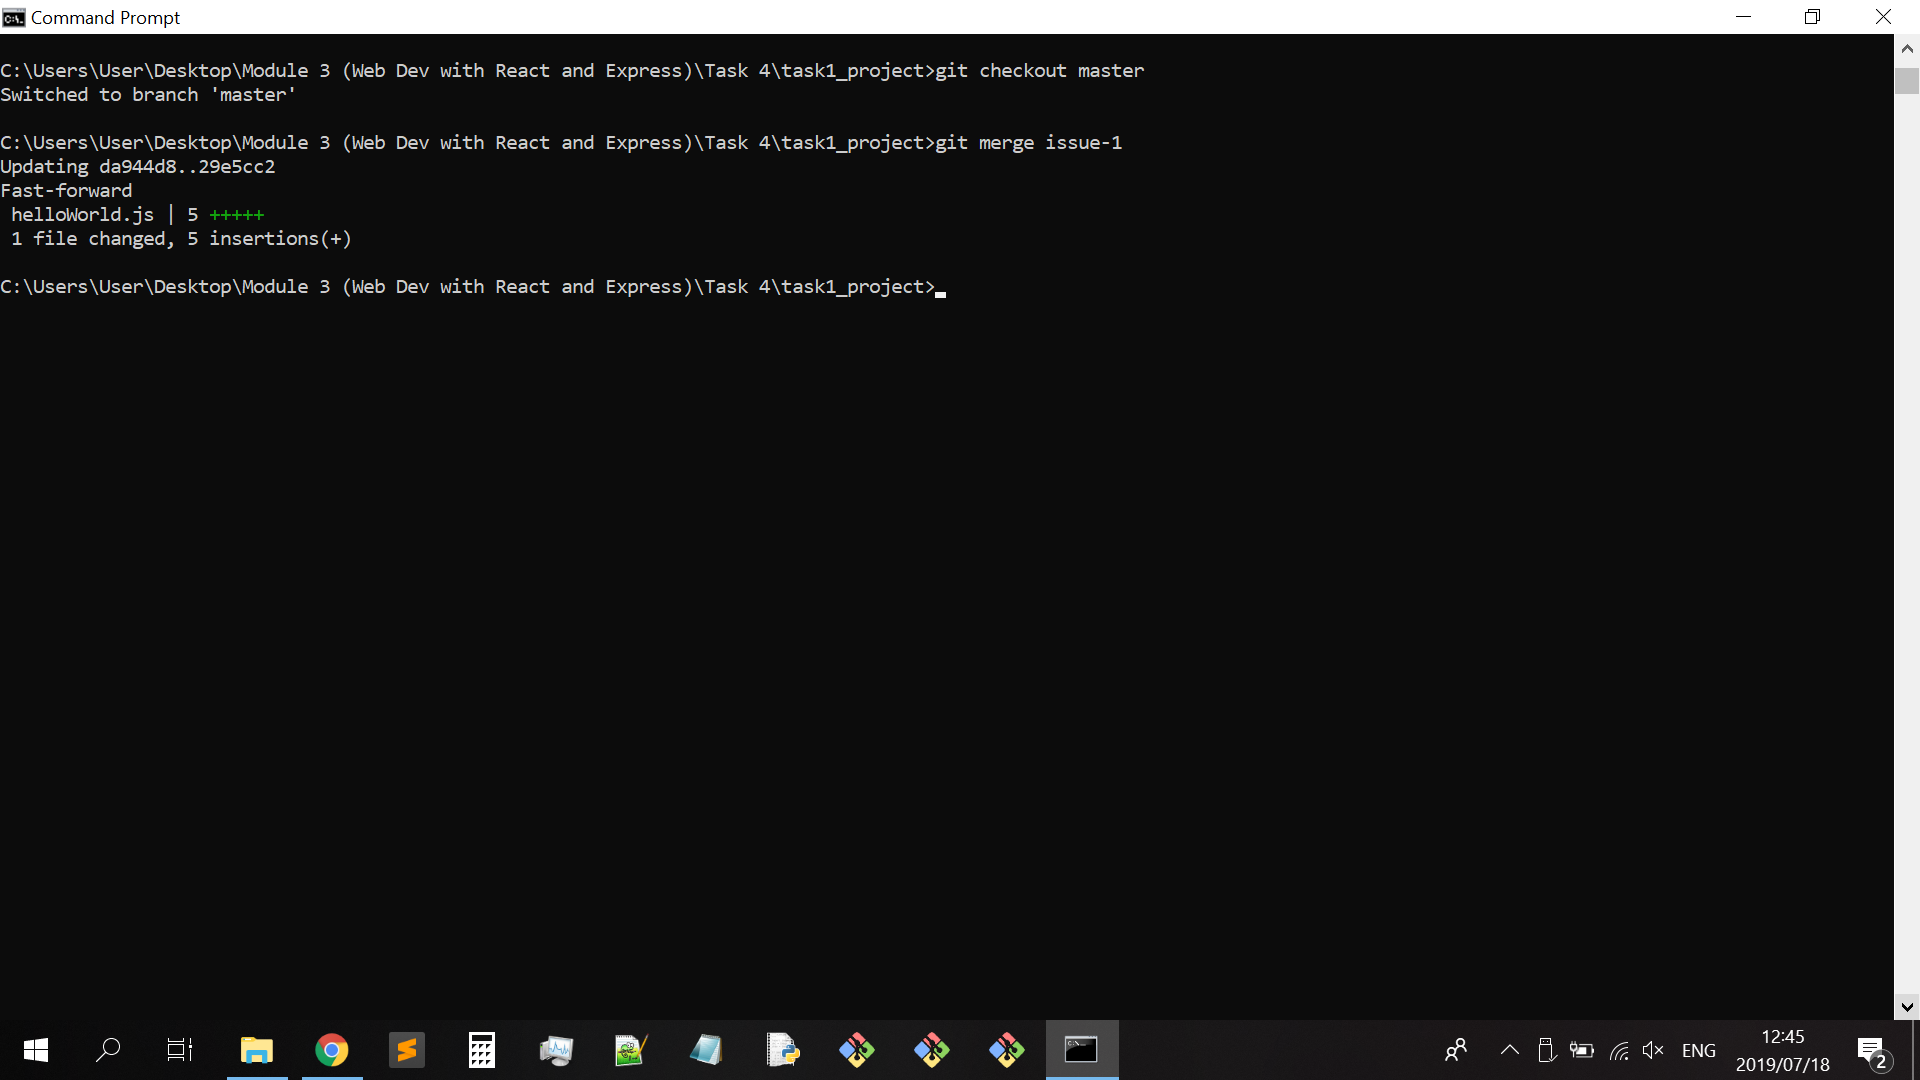 Command Prompt
C:\Users\User\Desktop\Module 3 (Web Dev with React and Express)\Task 4\task1_project>git checkout master
Switched to branch 'master'
C:\Users\User\Desktop\Module 3 (Web Dev with React and Express)\Task 4\task1_project>git merge issue-1
Updating da944d8..29e5cc2
Fast-forward
 helloWorld.js | 5 +++++
 1 file changed, 5 insertions(+)
C:\Users\User\Desktop\Module 3 (Web Dev with React and Express)\Task 4\task1_project>
ENG
12:45
2019/07/18
2